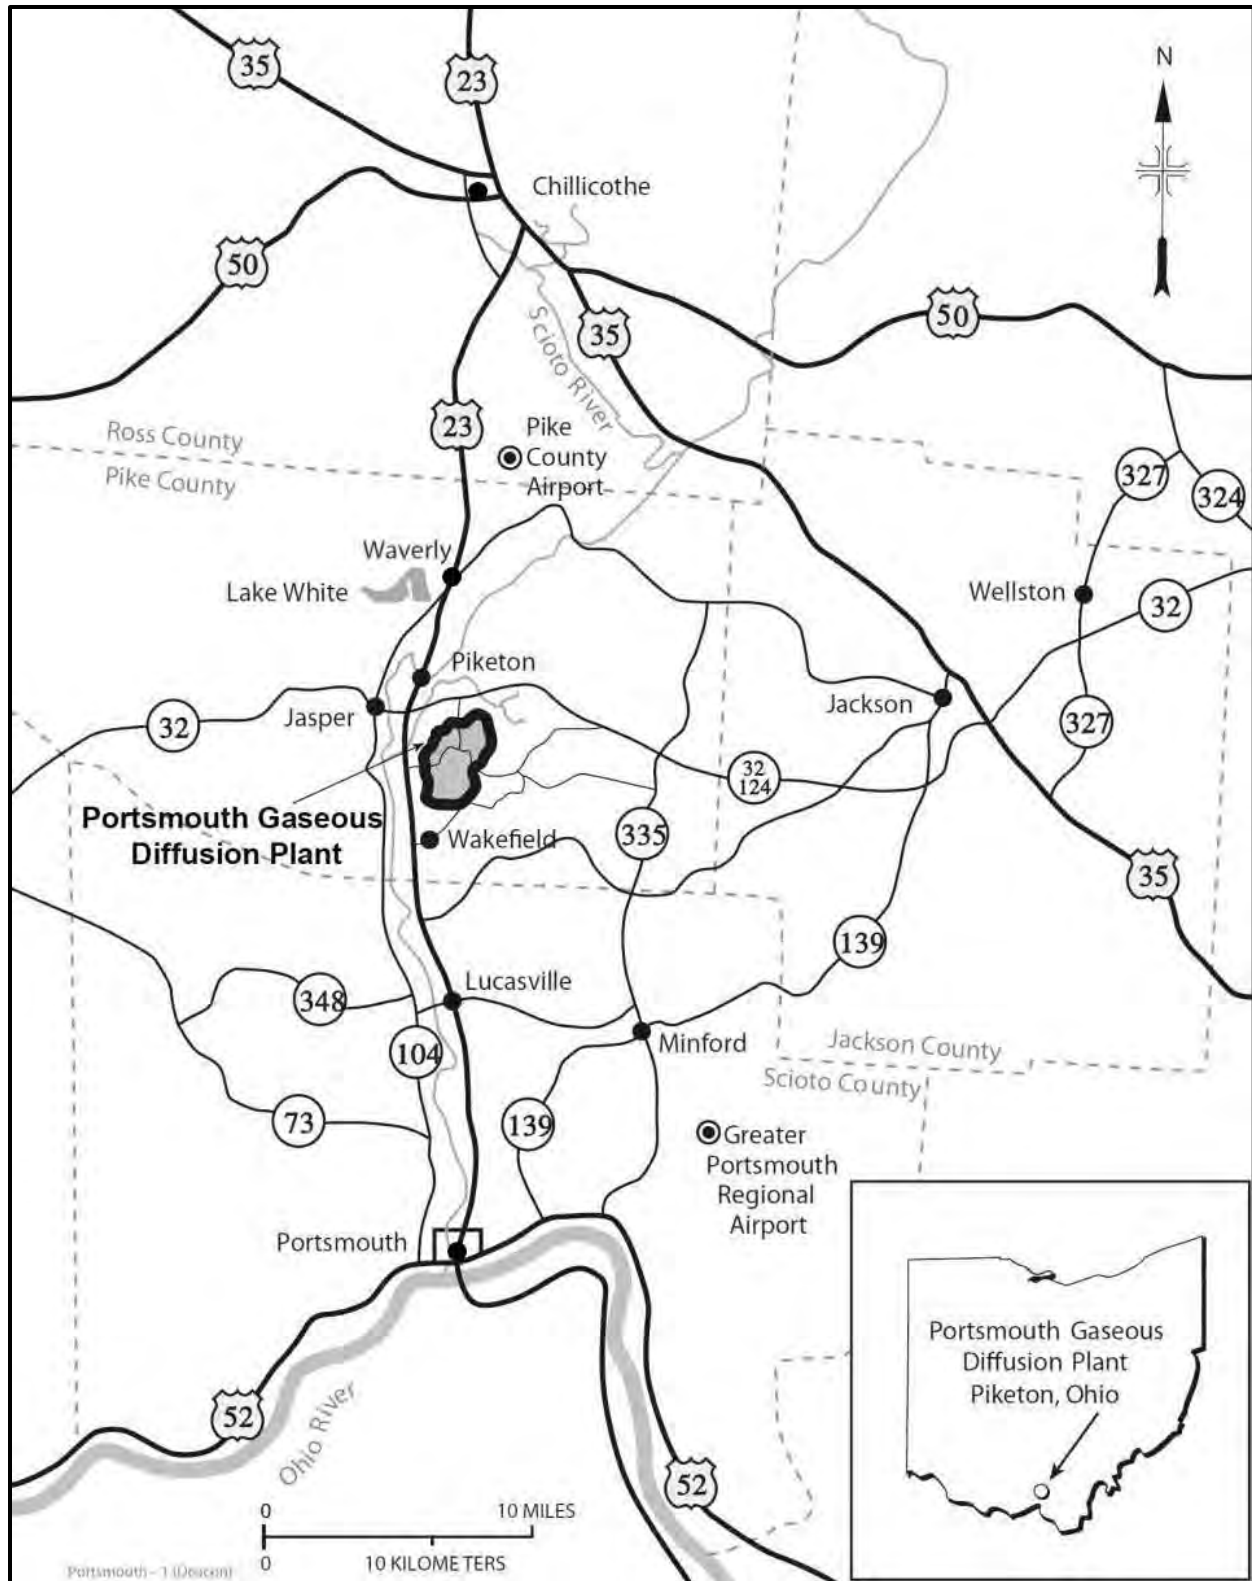 35
23
N
Chillicothe
50
50
35
Scioto River
23
Pike
County
Airport
Ross County
Pike County
327
324
Waverly
Lake White
Wellston
32
Piketon
Jasper
32
Jackson
327
32
124
Portsmouth Gaseous
Diffusion Plant
335
Wakefield
35
139
Lucasville
348
104
Minford
Jackson County
Scioto County
73
139
Greater
Portsmouth
Regional
Airport
Portsmouth
Portsmouth Gaseous
Diffusion Plant
Piketon, Ohio
52
Ohio River
52
0
10 MILES
0
10 KILOMETERS
Portsmouth - 1 (Deacon)